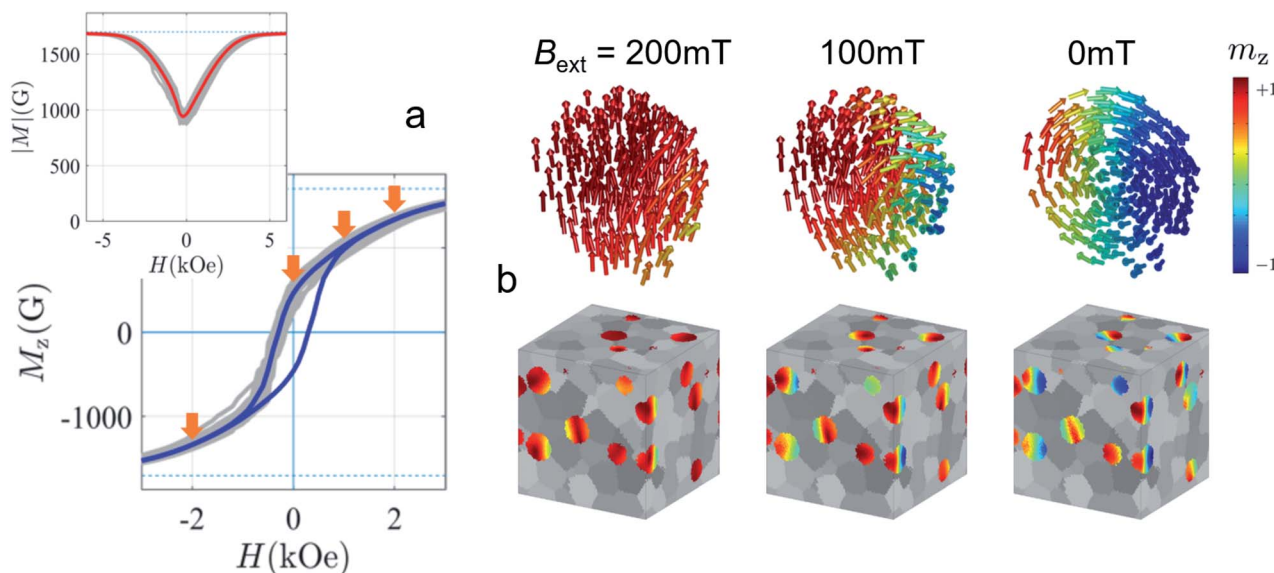 1500
1000
500
0
|M|(G)
-5
0
5
H(kOe)
a
0
-1000
M_z(G)
-2
0
2
H(kOe)
B_ext = 200mT
100mT
0mT
m_z
+1
-1
b